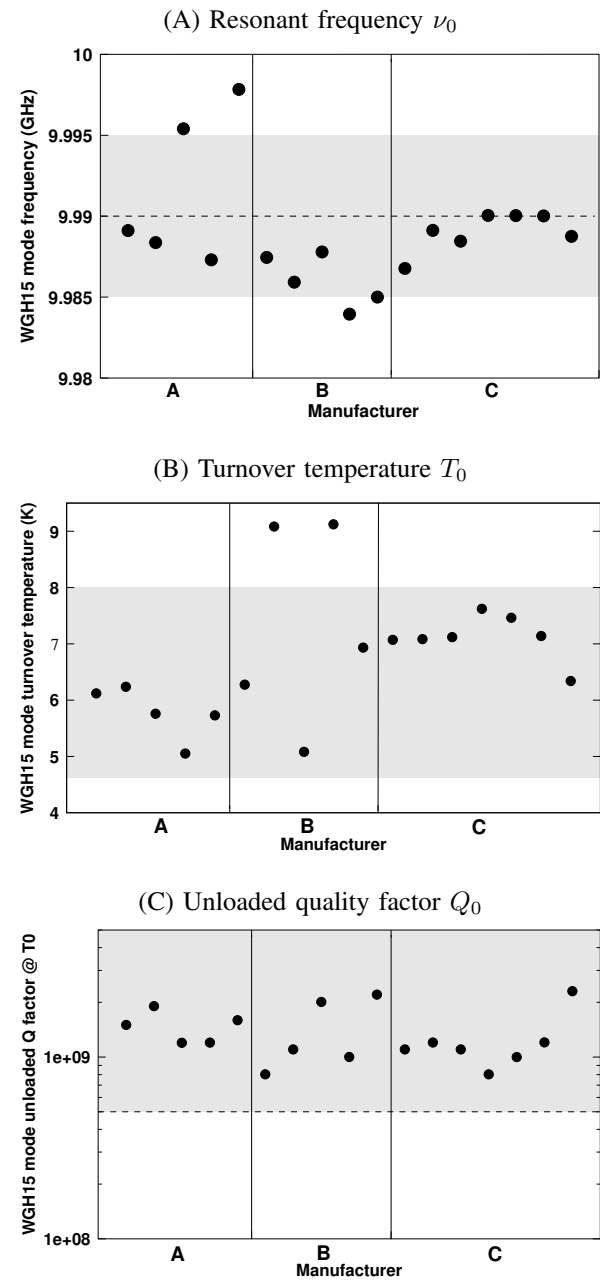 (A) Resonant frequency ν₀
WGH15 mode frequency (GHz)
10
9.995
9.99
9.985
9.98
A B C
Manufacturer
(B) Turnover temperature T₀
WGH15 mode turnover temperature (K)
9
8
7
6
5
4
A B C
Manufacturer
(C) Unloaded quality factor Q₀
WGH15 mode unloaded Q factor @ T0
1e+09
1e+08
A B C
Manufacturer